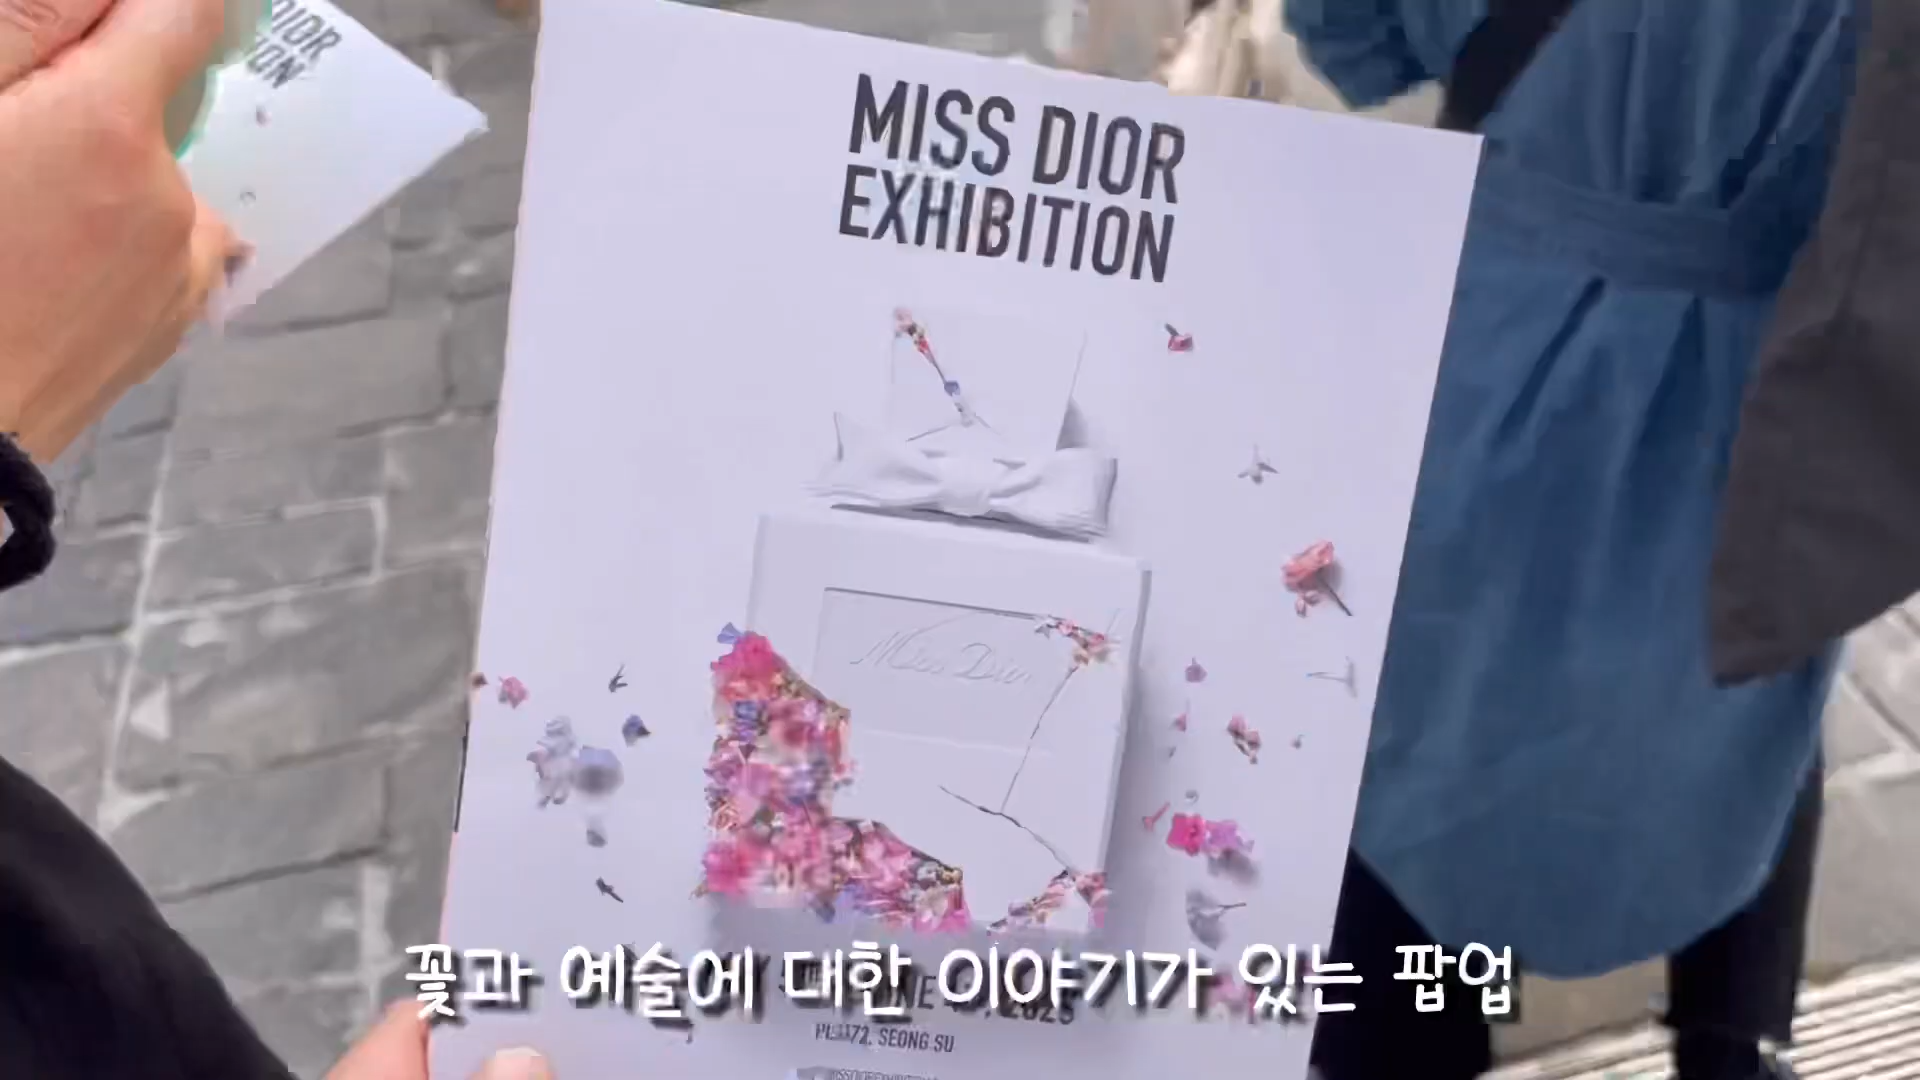 DIOR
MISS DIOR
EXHIBITION
Miss Dior
꽃과 예술에 대한 이야기가 있는 팝업
SEONG SU